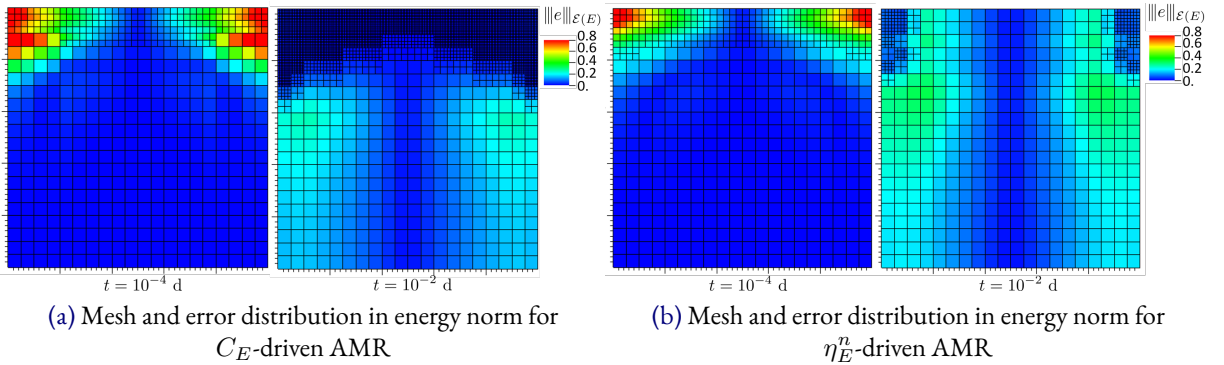 |||e|||_{ℰ(E)}
0.8
0.6
0.4
0.2
0.
t = 10^{-4} d
t = 10^{-2} d
(a) Mesh and error distribution in energy norm for
C_E-driven AMR
|||e|||_{ℰ(E)}
0.8
0.6
0.4
0.2
0.
t = 10^{-4} d
t = 10^{-2} d
(b) Mesh and error distribution in energy norm for
η_E^n-driven AMR